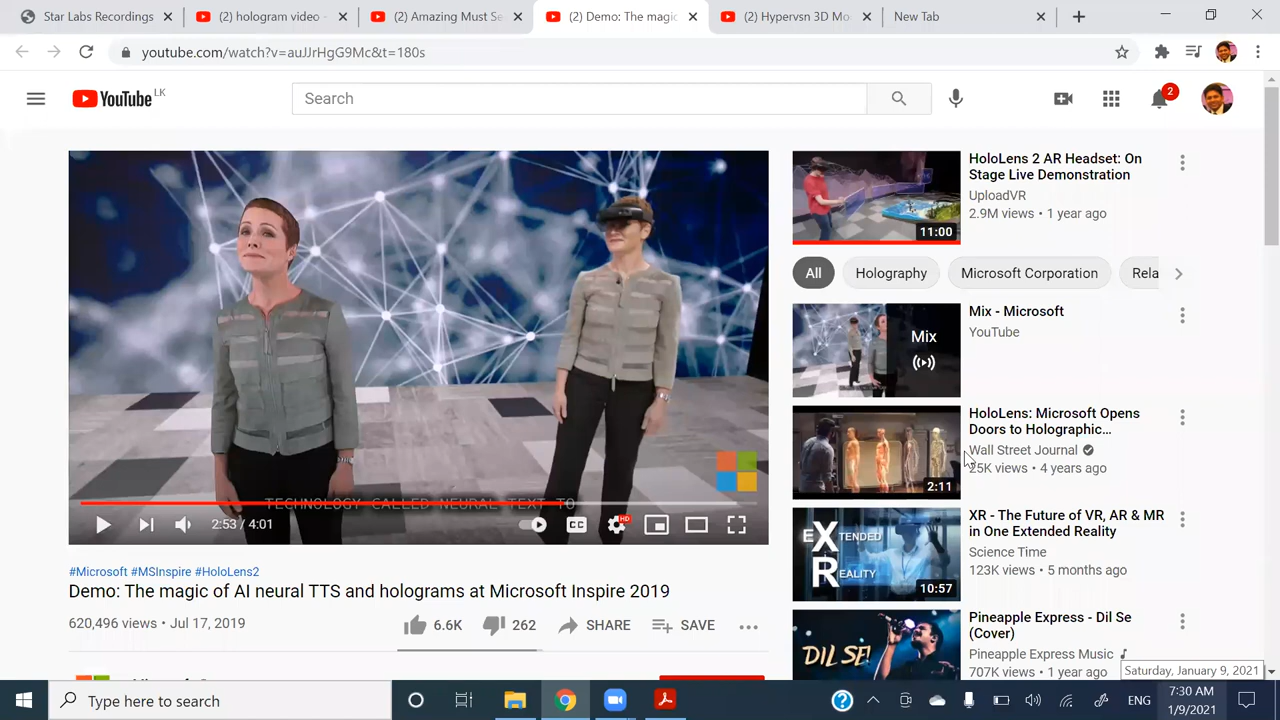 Star Labs Recordings
(2) hologram video -
(2) Amazing Must Se
(2) Demo: The magic
(2) Hypervsn 3D Mo
New Tab
youtube.com/watch?v=auJJrHgG9Mc&t=180s
YouTube LK
Search
2
TECHNOLOGY CALLED NEURAL TEXT TO
2:53 / 4:01
CC
HD
#Microsoft #MSInspire #HoloLens2
Demo: The magic of AI neural TTS and holograms at Microsoft Inspire 2019
620,496 views • Jul 17, 2019
6.6K 262 SHARE SAVE
HoloLens 2 AR Headset: On
Stage Live Demonstration
UploadVR
2.9M views • 1 year ago
11:00
All Holography Microsoft Corporation Rela
Mix
Mix - Microsoft
YouTube
HoloLens: Microsoft Opens
Doors to Holographic...
Wall Street Journal
25K views • 4 years ago
2:11
EXTENDED
REALITY
10:57
XR - The Future of VR, AR & MR
in One Extended Reality
Science Time
123K views • 5 months ago
DIL SE!
Pineapple Express - Dil Se
(Cover)
Pineapple Express Music
707K views • 1 year ago
Saturday, January 9, 2021
Type here to search
ENG
7:30 AM
1/9/2021